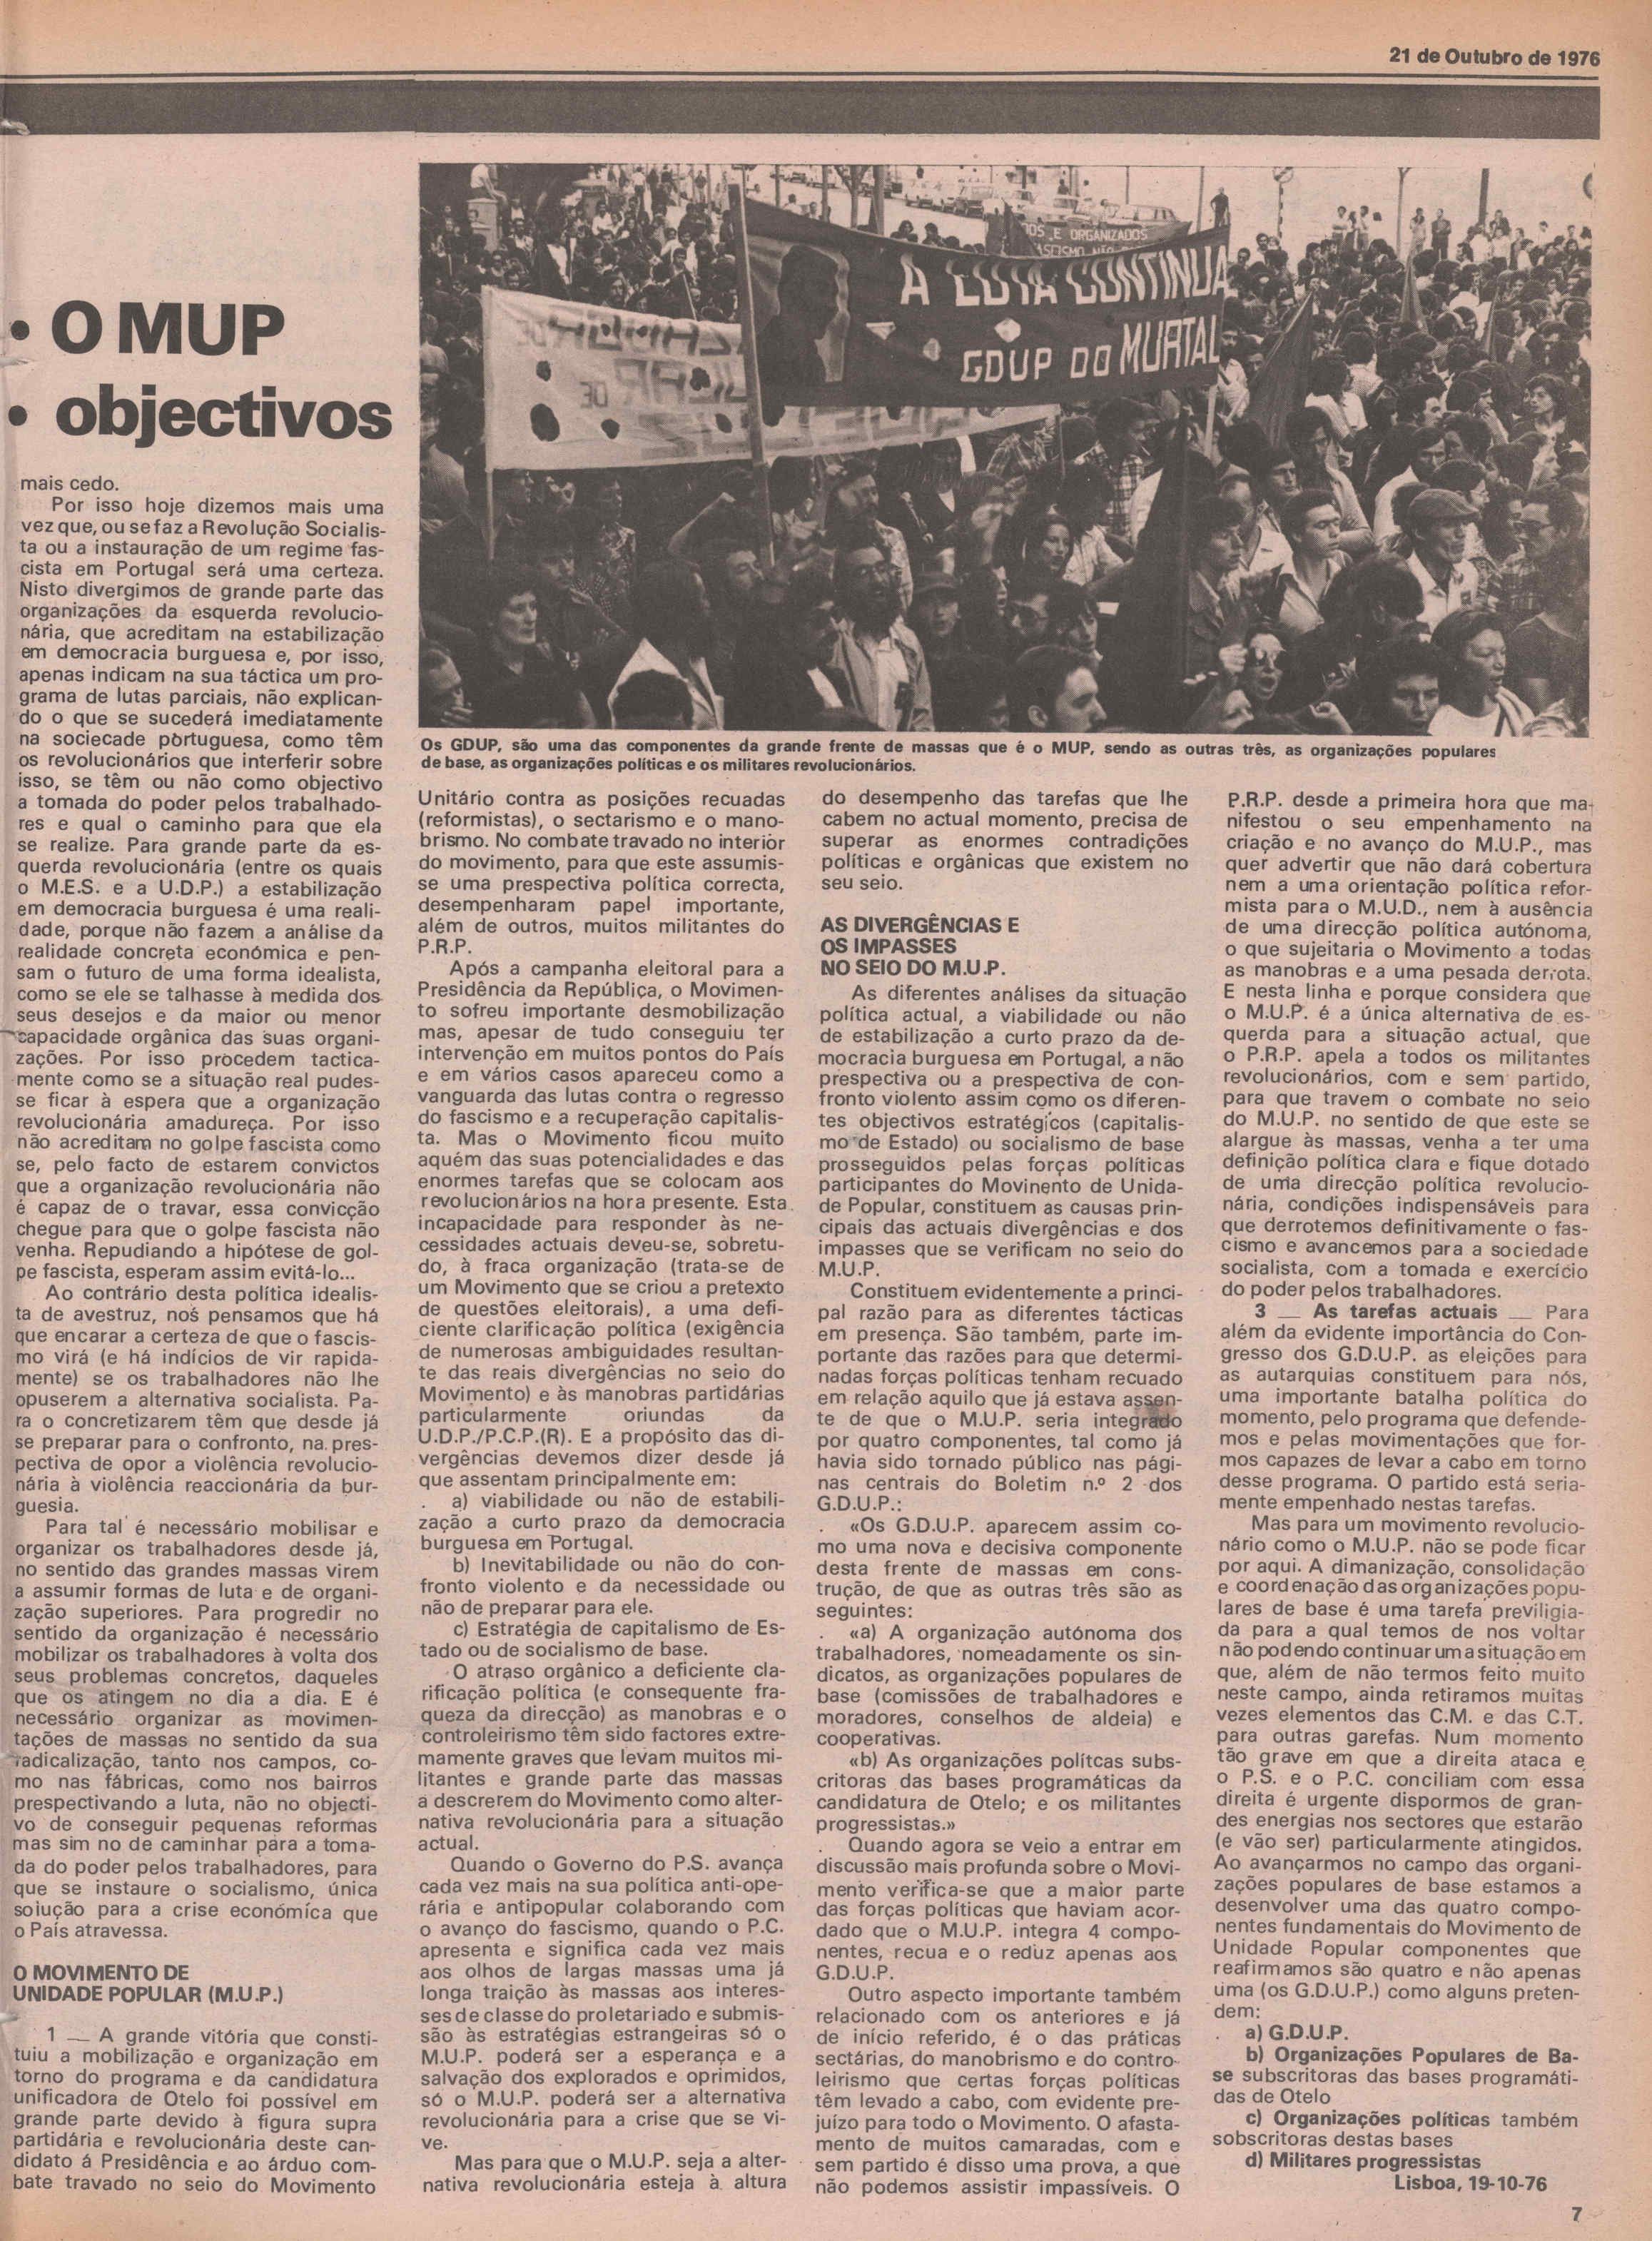 21 de Outubro de 1976
• O MUP
• objectivos
A LUTA CONTINUA
GDUP DO MURTAL
OS E ORGANIZADOS
Os GDUP, são uma das componentes da grande frente de massas que é o MUP, sendo as outras três, as organizações populares
de base, as organizações políticas e os militares revolucionários.
mais cedo.
Por isso hoje dizemos mais uma
vez que, ou se faz a Revolução Socialis-
ta ou a instauração de um regime fas-
cista em Portugal será uma certeza.
Nisto divergimos de grande parte das
organizações da esquerda revolucio-
nária, que acreditam na estabilização
em democracia burguesa e, por isso,
apenas indicam na sua táctica um pro-
grama de lutas parciais, não explican-
do o que se sucederá imediatamente
na sociecade pòrtuguesa, como têm
os revolucionários que interferir sobre
isso, se têm ou não como objectivo
a tomada do poder pelos trabalhado-
res e qual o caminho para que ela
se realize. Para grande parte da es-
querda revolucionária (entre os quais
o M.E.S. e a U.D.P.) a estabilização
em democracia burguesa é uma reali-
dade, porque não fazem a análise da
realidade concreta económica e pen-
sam o futuro de uma forma idealista,
como se ele se talhasse à medida dos
seus desejos e da maior ou menor
capacidade orgânica das suas organi-
zações. Por isso procedem tactica-
mente como se a situação real pudes-
se ficar à espera que a organização
revolucionária amadureça. Por isso
não acreditam no golpe fascista como
se, pelo facto de estarem convictos
que a organização revolucionária não
é capaz de o travar, essa convicção
chegue para que o golpe fascista não
venha. Repudiando a hipótese de gol-
pe fascista, esperam assim evitá-lo...
Ao contrário desta política idealis-
ta de avestruz, nós pensamos que há
que encarar a certeza de que o fascis-
mo virá (e há indícios de vir rapida-
mente) se os trabalhadores não lhe
opuserem a alternativa socialista. Pa-
ra o concretizarem têm que desde já
se preparar para o confronto, na pres-
pectiva de opor a violência revolucio-
nária à violência reaccionária da bur-
guesia.
Para tal é necessário mobilisar e
organizar os trabalhadores desde já,
no sentido das grandes massas virem
a assumir formas de luta e de organi-
zação superiores. Para progredir no
sentido da organização é necessário
mobilizar os trabalhadores à volta dos
seus problemas concretos, daqueles
que os atingem no dia a dia. E é
necessário organizar as movimen-
tações de massas no sentido da sua
radicalização, tanto nos campos, co-
mo nas fábricas, como nos bairros
prespectivando a luta, não no objecti-
vo de conseguir pequenas reformas
mas sim no de caminhar para a toma-
da do poder pelos trabalhadores, para
que se instaure o socialismo, única
solução para a crise económica que
o País atravessa.
O MOVIMENTO DE
UNIDADE POPULAR (M.U.P.)
1 — A grande vitória que consti-
tuiu a mobilização e organização em
torno do programa e da candidatura
unificadora de Otelo foi possível em
grande parte devido à figura supra
partidária e revolucionária deste can-
didato á Presidência e ao árduo com-
bate travado no seio do Movimento
Unitário contra as posições recuadas
(reformistas), o sectarismo e o mano-
brismo. No combate travado no interior
do movimento, para que este assumis-
se uma prespectiva política correcta,
desempenharam papel importante,
além de outros, muitos militantes do
P.R.P.
Após a campanha eleitoral para a
Presidência da República, o Movimen-
to sofreu importante desmobilização
mas, apesar de tudo conseguiu ter
intervenção em muitos pontos do País
e em vários casos apareceu como a
vanguarda das lutas contra o regresso
do fascismo e a recuperação capitalis-
ta. Mas o Movimento ficou muito
aquém das suas potencialidades e das
enormes tarefas que se colocam aos
revolucionários na hora presente. Esta
incapacidade para responder às ne-
cessidades actuais deveu-se, sobretu-
do, à fraca organização (trata-se de
um Movimento que se criou a pretexto
de questões eleitorais), a uma defi-
ciente clarificação política (exigência
de numerosas ambiguidades resultan-
te das reais divergências no seio do
Movimento) e às manobras partidárias
particularmente oriundas da
U.D.P./P.C.P.(R). E a propósito das di-
vergências devemos dizer desde já
que assentam principalmente em:
a) viabilidade ou não de estabili-
zação a curto prazo da democracia
burguesa em Portugal.
b) Inevitabilidade ou não do con-
fronto violento e da necessidade ou
não de preparar para ele.
c) Estratégia de capitalismo de Es-
tado ou de socialismo de base.
O atraso orgânico a deficiente cla-
rificação política (e consequente fra-
queza da direcção) as manobras e o
controleirismo têm sido factores extre-
mamente graves que levam muitos mi-
litantes e grande parte das massas
a descrerem do Movimento como alter-
nativa revolucionária para a situação
actual.
Quando o Governo do P.S. avança
cada vez mais na sua política anti-ope-
rária e antipopular colaborando com
o avanço do fascismo, quando o P.C.
apresenta e significa cada vez mais
aos olhos de largas massas uma já
longa traição às massas aos interes-
ses de classe do proletariado e submis-
são às estratégias estrangeiras só o
M.U.P. poderá ser a esperança e a
salvação dos explorados e oprimidos,
só o M.U.P. poderá ser a alternativa
revolucionária para a crise que se vi-
ve.
Mas para que o M.U.P. seja a alter-
nativa revolucionária esteja à altura
do desempenho das tarefas que lhe
cabem no actual momento, precisa de
superar as enormes contradições
políticas e orgânicas que existem no
seu seio.
AS DIVERGÊNCIAS E
OS IMPASSES
NO SEIO DO M.U.P.
As diferentes análises da situação
política actual, a viabilidade ou não
de estabilização a curto prazo da de-
mocracia burguesa em Portugal, a não
prespectiva ou a prespectiva de con-
fronto violento assim como os diferen-
tes objectivos estratégicos (capitalis-
mo de Estado) ou socialismo de base
prosseguidos pelas forças políticas
participantes do Movinento de Unida-
de Popular, constituem as causas prin-
cipais das actuais divergências e dos
impasses que se verificam no seio do
M.U.P.
Constituem evidentemente a princi-
pal razão para as diferentes tácticas
em presença. São também, parte im-
portante das razões para que determi-
nadas forças políticas tenham recuado
em relação aquilo que já estava assen-
te de que o M.U.P. seria integrado
por quatro componentes, tal como já
havia sido tornado público nas pági-
nas centrais do Boletim n.º 2 dos
G.D.U.P.:
«Os G.D.U.P. aparecem assim co-
mo uma nova e decisiva componente
desta frente de massas em cons-
trução, de que as outras três são as
seguintes:
«a) A organização autónoma dos
trabalhadores, nomeadamente os sin-
dicatos, as organizações populares de
base (comissões de trabalhadores e
moradores, conselhos de aldeia) e
cooperativas.
«b) As organizações polítcas subs-
critoras das bases programáticas da
candidatura de Otelo; e os militantes
progressistas.»
Quando agora se veio a entrar em
discussão mais profunda sobre o Movi-
mento verifica-se que a maior parte
das forças políticas que haviam acor-
dado que o M.U.P. integra 4 compo-
nentes, recua e o reduz apenas aos
G.D.U.P.
Outro aspecto importante também
relacionado com os anteriores e já
de início referido, é o das práticas
sectárias, do manobrismo e do contro-
leirismo que certas forças políticas
têm levado a cabo, com evidente pre-
juízo para todo o Movimento. O afasta-
mento de muitos camaradas, com e
sem partido é disso uma prova, a que
não podemos assistir impassíveis. O
P.R.P. desde a primeira hora que ma-
nifestou o seu empenhamento na
criação e no avanço do M.U.P., mas
quer advertir que não dará cobertura
nem a uma orientação política refor-
mista para o M.U.D., nem à ausência
de uma direcção política autónoma,
o que sujeitaria o Movimento a todas
as manobras e a uma pesada derrota.
E nesta linha e porque considera que
o M.U.P. é a única alternativa de es-
querda para a situação actual, que
o P.R.P. apela a todos os militantes
revolucionários, com e sem partido,
para que travem o combate no seio
do M.U.P. no sentido de que este se
alargue às massas, venha a ter uma
definição política clara e fique dotado
de uma direcção política revolucio-
nária, condições indispensáveis para
que derrotemos definitivamente o fas-
cismo e avancemos para a sociedade
socialista, com a tomada e exercício
do poder pelos trabalhadores.
3 — As tarefas actuais — Para
além da evidente importância do Con-
gresso dos G.D.U.P. as eleições para
as autarquias constituem para nós,
uma importante batalha política do
momento, pelo programa que defende-
mos e pelas movimentações que for-
mos capazes de levar a cabo em torno
desse programa. O partido está seria-
mente empenhado nestas tarefas.
Mas para um movimento revolucio-
nário como o M.U.P. não se pode ficar
por aqui. A dimanização, consolidação
e coordenação das organizações popu-
lares de base é uma tarefa previligia-
da para a qual temos de nos voltar
não podendo continuar uma situação em
que, além de não termos feito muito
neste campo, ainda retiramos muitas
vezes elementos das C.M. e das C.T.
para outras garefas. Num momento
tão grave em que a direita ataca e
o P.S. e o P.C. conciliam com essa
direita é urgente dispormos de gran-
des energias nos sectores que estarão
(e vão ser) particularmente atingidos.
Ao avançarmos no campo das organi-
zações populares de base estamos a
desenvolver uma das quatro compo-
nentes fundamentais do Movimento de
Unidade Popular componentes que
reafirmamos são quatro e não apenas
uma (os G.D.U.P.) como alguns preten-
dem:
a) G.D.U.P.
b) Organizações Populares de Ba-
se subscritoras das bases programáti-
das de Otelo
c) Organizações políticas também
sobscritoras destas bases
d) Militares progressistas
Lisboa, 19-10-76
7